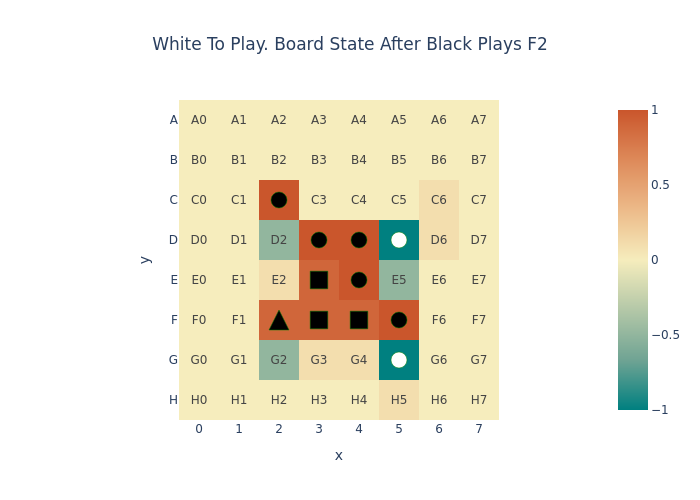 White To Play. Board State After Black Plays F2
A A0 A1 A2 A3 A4 A5 A6 A7
B B0 B1 B2 B3 B4 B5 B6 B7
C C0 C1 C3 C4 C5 C6 C7
D D0 D1 D2 D6 D7
E E0 E1 E2 E5 E6 E7
F F0 F1 F6 F7
G G0 G1 G2 G3 G4 G6 G7
H H0 H1 H2 H3 H4 H5 H6 H7
0 1 2 3 4 5 6 7
x
y
1
0.5
0
−0.5
−1